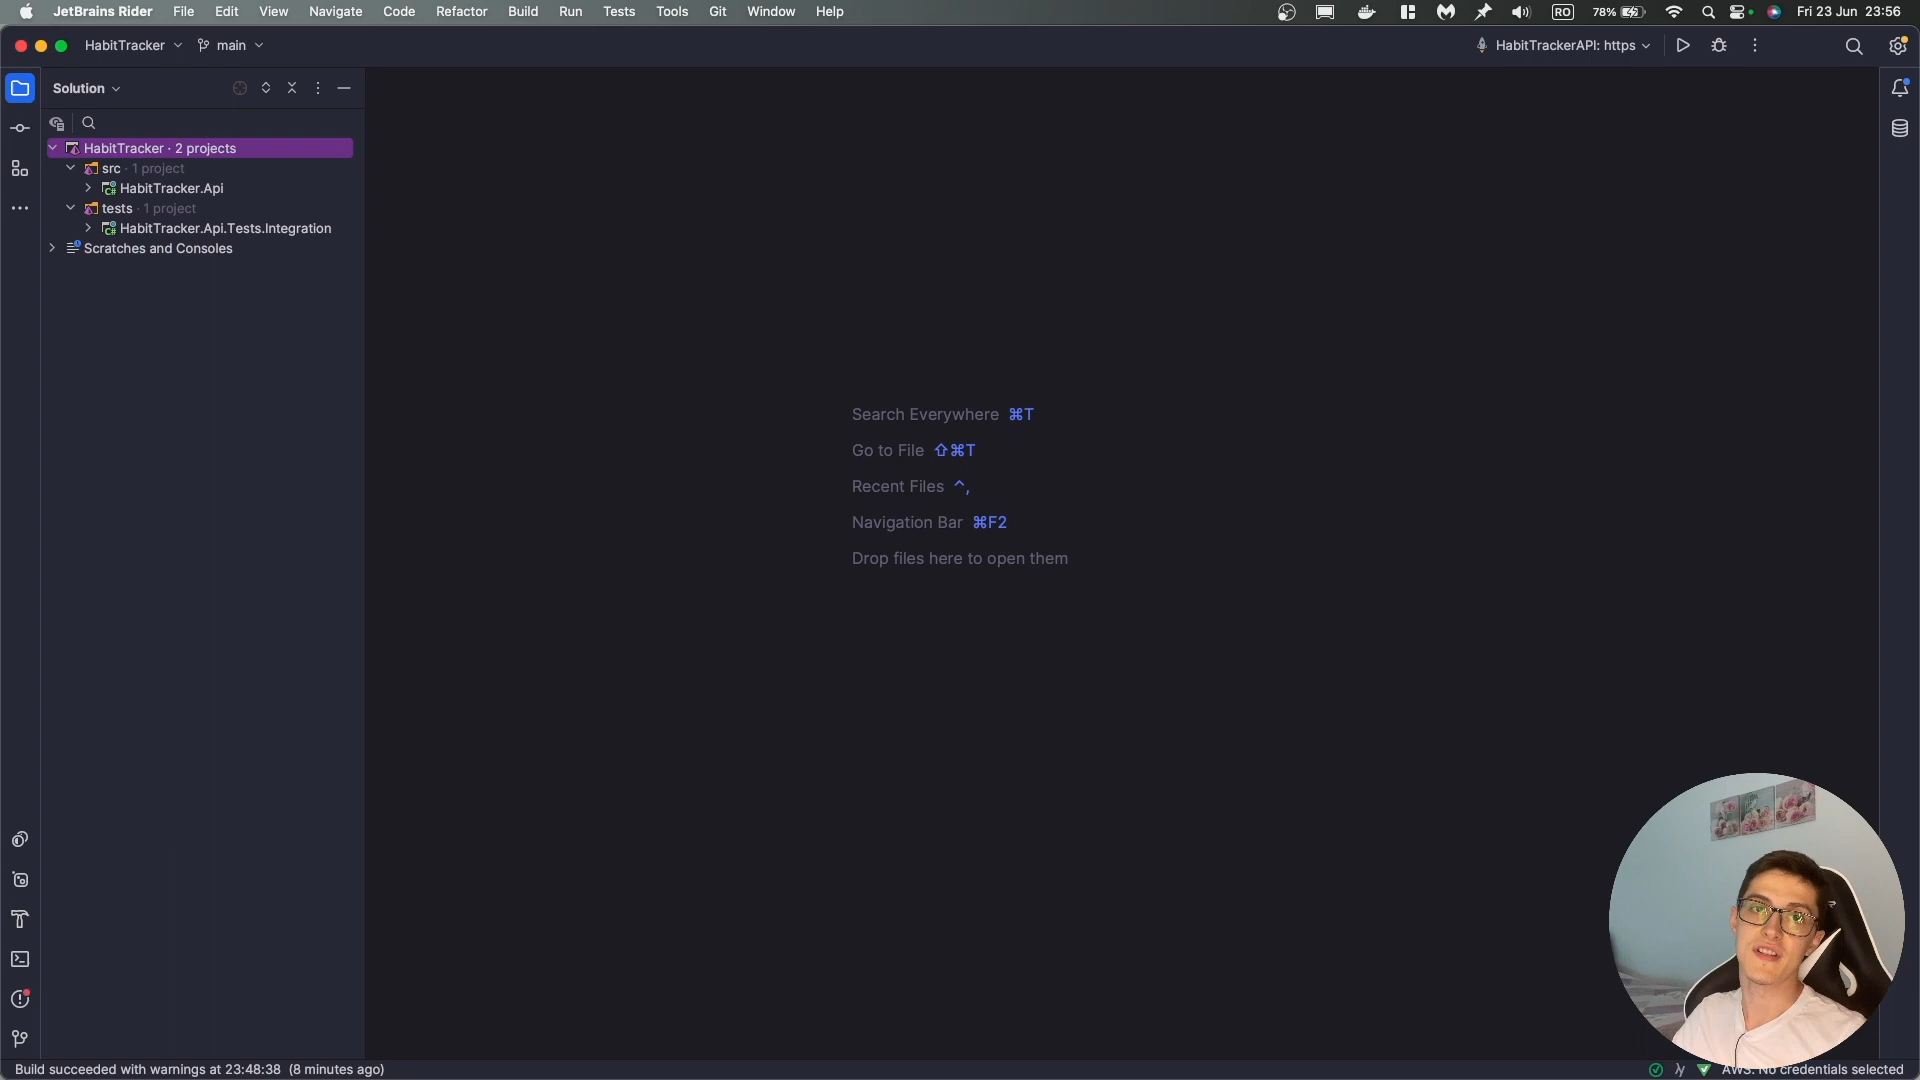 JetBrains Rider File Edit View Navigate Code Refactor Build Run Tests Tools Git Window Help RO 78% Fri 23 Jun 23:56
HabitTracker main HabitTrackerAPI: https
Solution
HabitTracker · 2 projects
src · 1 project
C# HabitTracker.Api
tests · 1 project
C# HabitTracker.Api.Tests.Integration
Scratches and Consoles
Search Everywhere ⌘T
Go to File ⇧⌘T
Recent Files ⌃,
Navigation Bar ⌘F2
Drop files here to open them
Build succeeded with warnings at 23:48:38 (8 minutes ago) AWS: No credentials selected